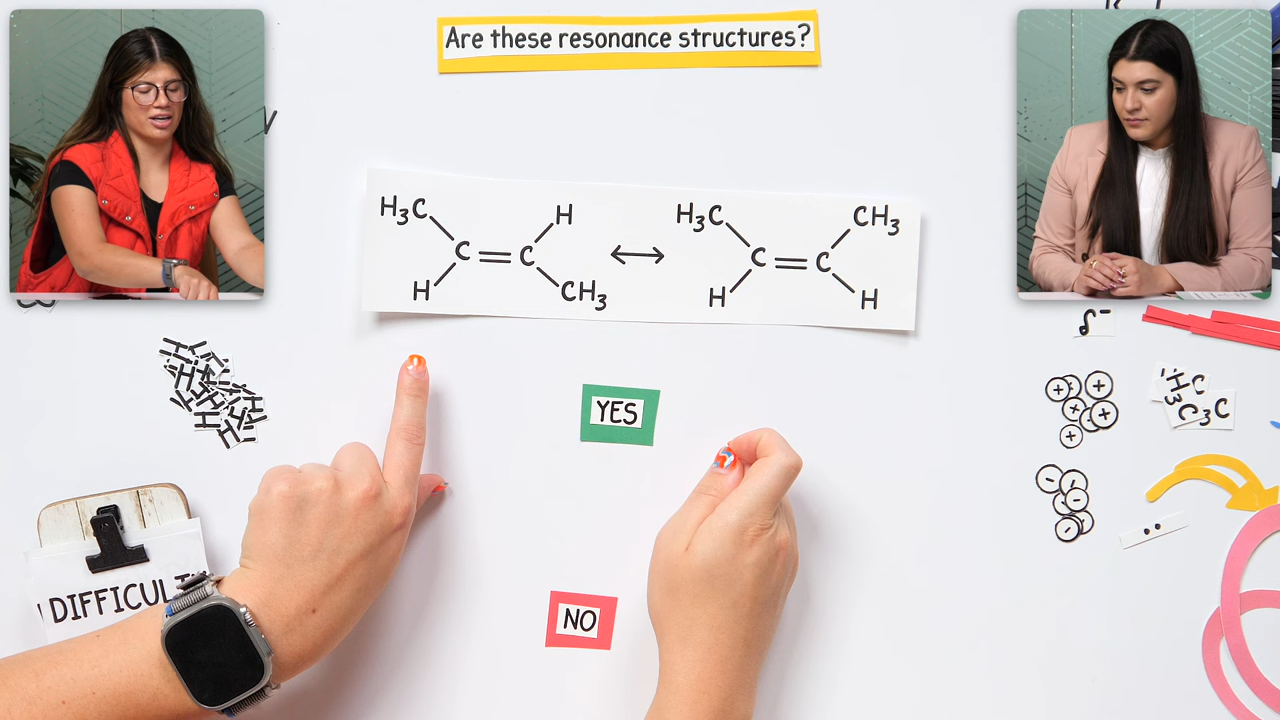 Are these resonance structures?
H₃C H H₃C CH₃
C=C ↔ C=C
H CH₃ H H
δ⁻
YES
DIFFICUL
NO